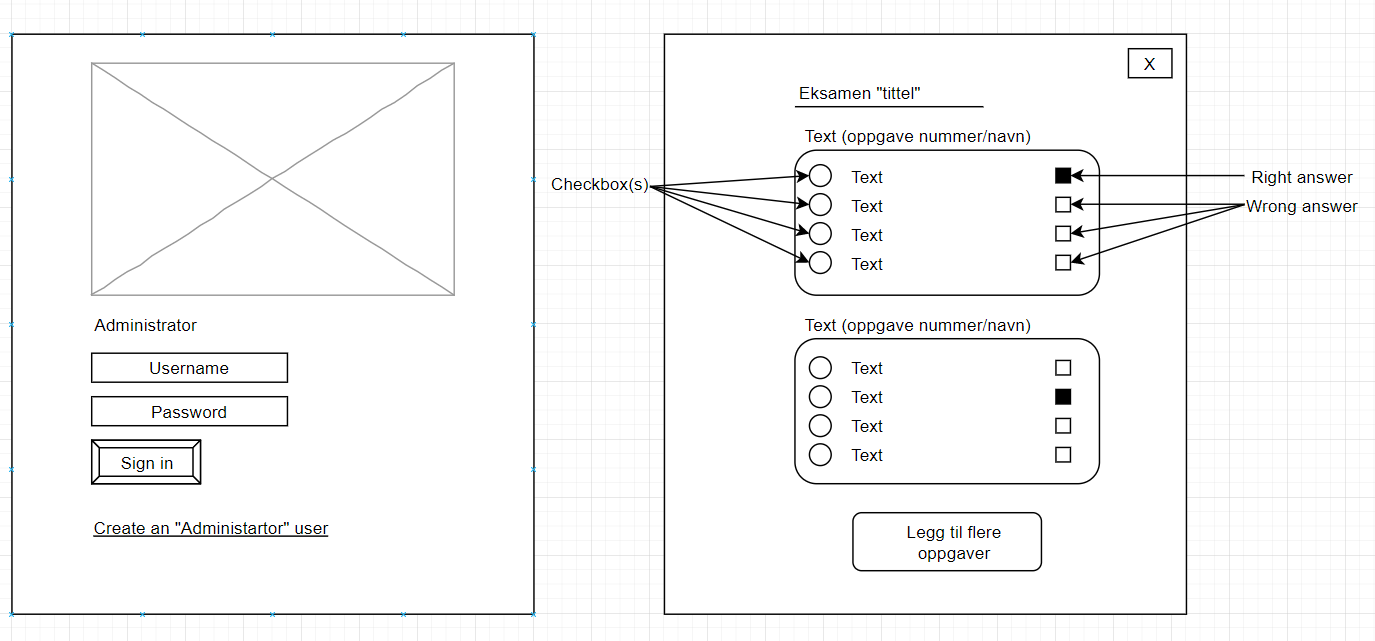 Administrator
Username
Password
Sign in
Create an "Administartor" user
X
Eksamen "tittel"
Text (oppgave nummer/navn)
Checkbox(s)
Text
Text
Text
Text
Right answer
Wrong answer
Text (oppgave nummer/navn)
Text
Text
Text
Text
Legg til flere
oppgaver